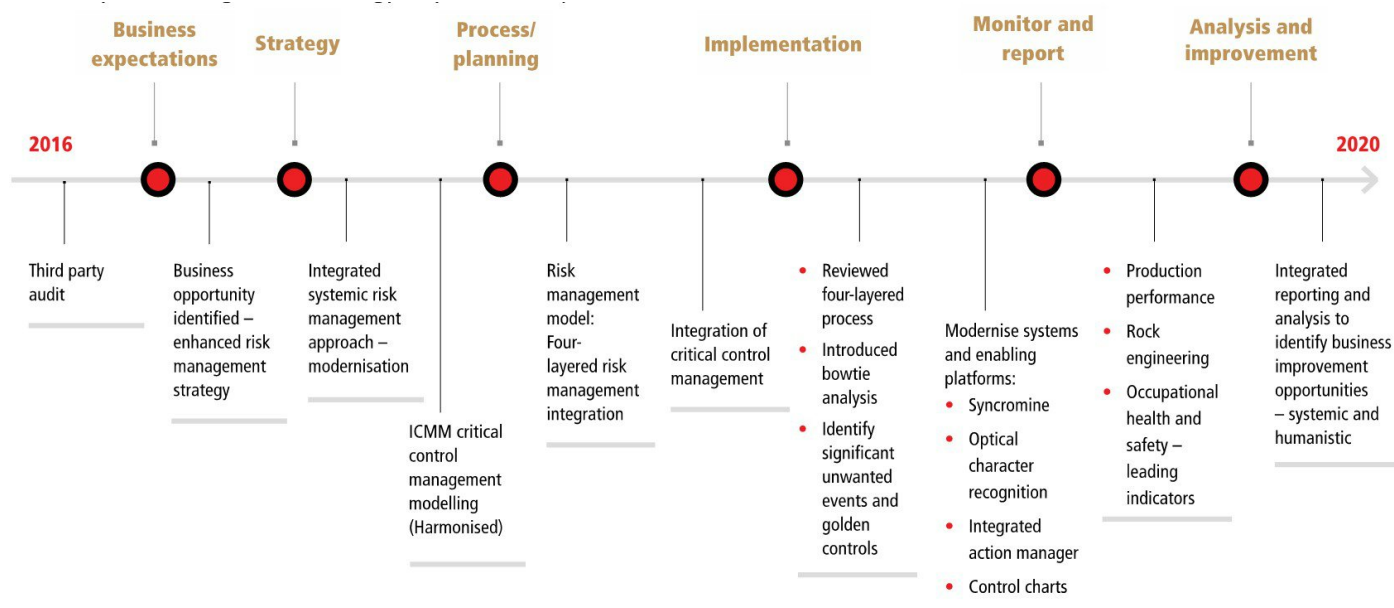 Business
expectations
Strategy
Process/
planning
Implementation
Monitor and
report
Analysis and
improvement
2016
2020
Third party
audit
Business
opportunity
identified –
enhanced risk
management
strategy
Integrated
systemic risk
management
approach –
modernisation
ICMM critical
control
management
modelling
(Harmonised)
Risk
management
model:
Four-
layered risk
management
integration
Integration of
critical control
management
• Reviewed
four-layered
process
• Introduced
bowtie
analysis
• Identify
significant
unwanted
events and
golden
controls
Modernise systems
and enabling
platforms:
• Syncromine
• Optical
character
recognition
• Integrated
action manager
• Control charts
• Production
performance
• Rock
engineering
• Occupational
health and
safety –
leading
indicators
Integrated
reporting and
analysis to
identify business
improvement
opportunities
– systemic and
humanistic